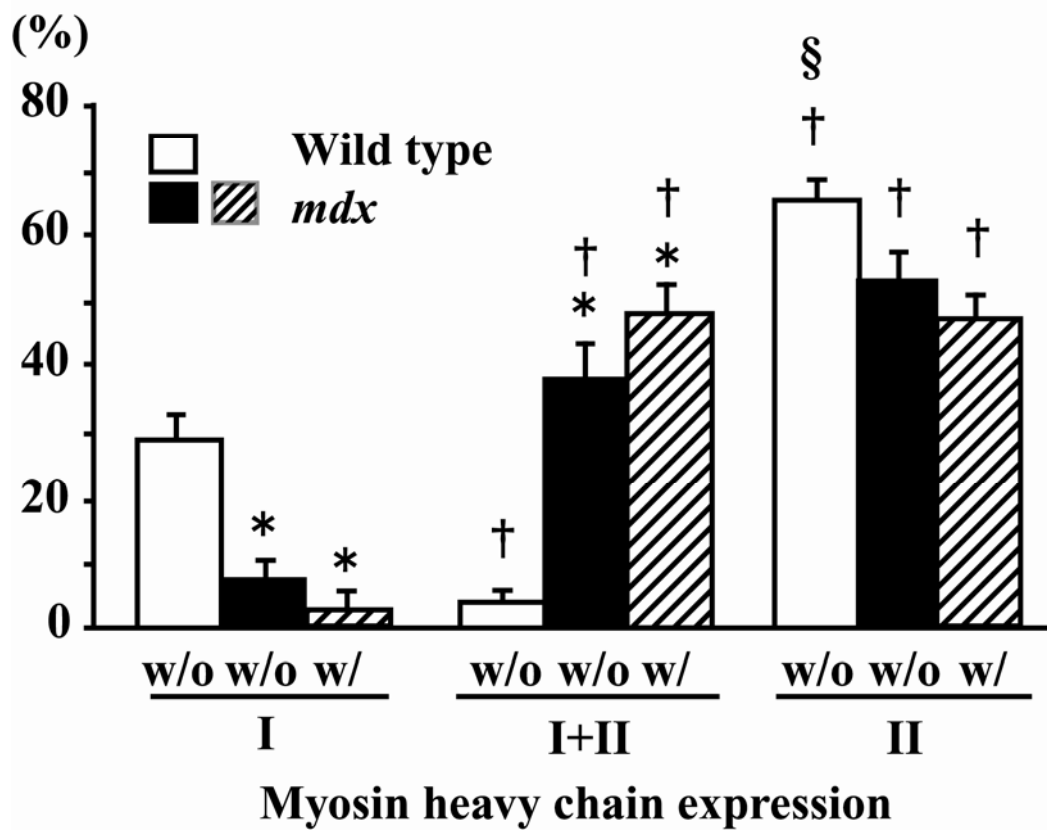 (%)
§
80 †
Wild type
mdx
† † †
60 † *
*
40
20
* * †
0
w/o w/o w/ w/o w/o w/ w/o w/o w/
I I+II II
Myosin heavy chain expression